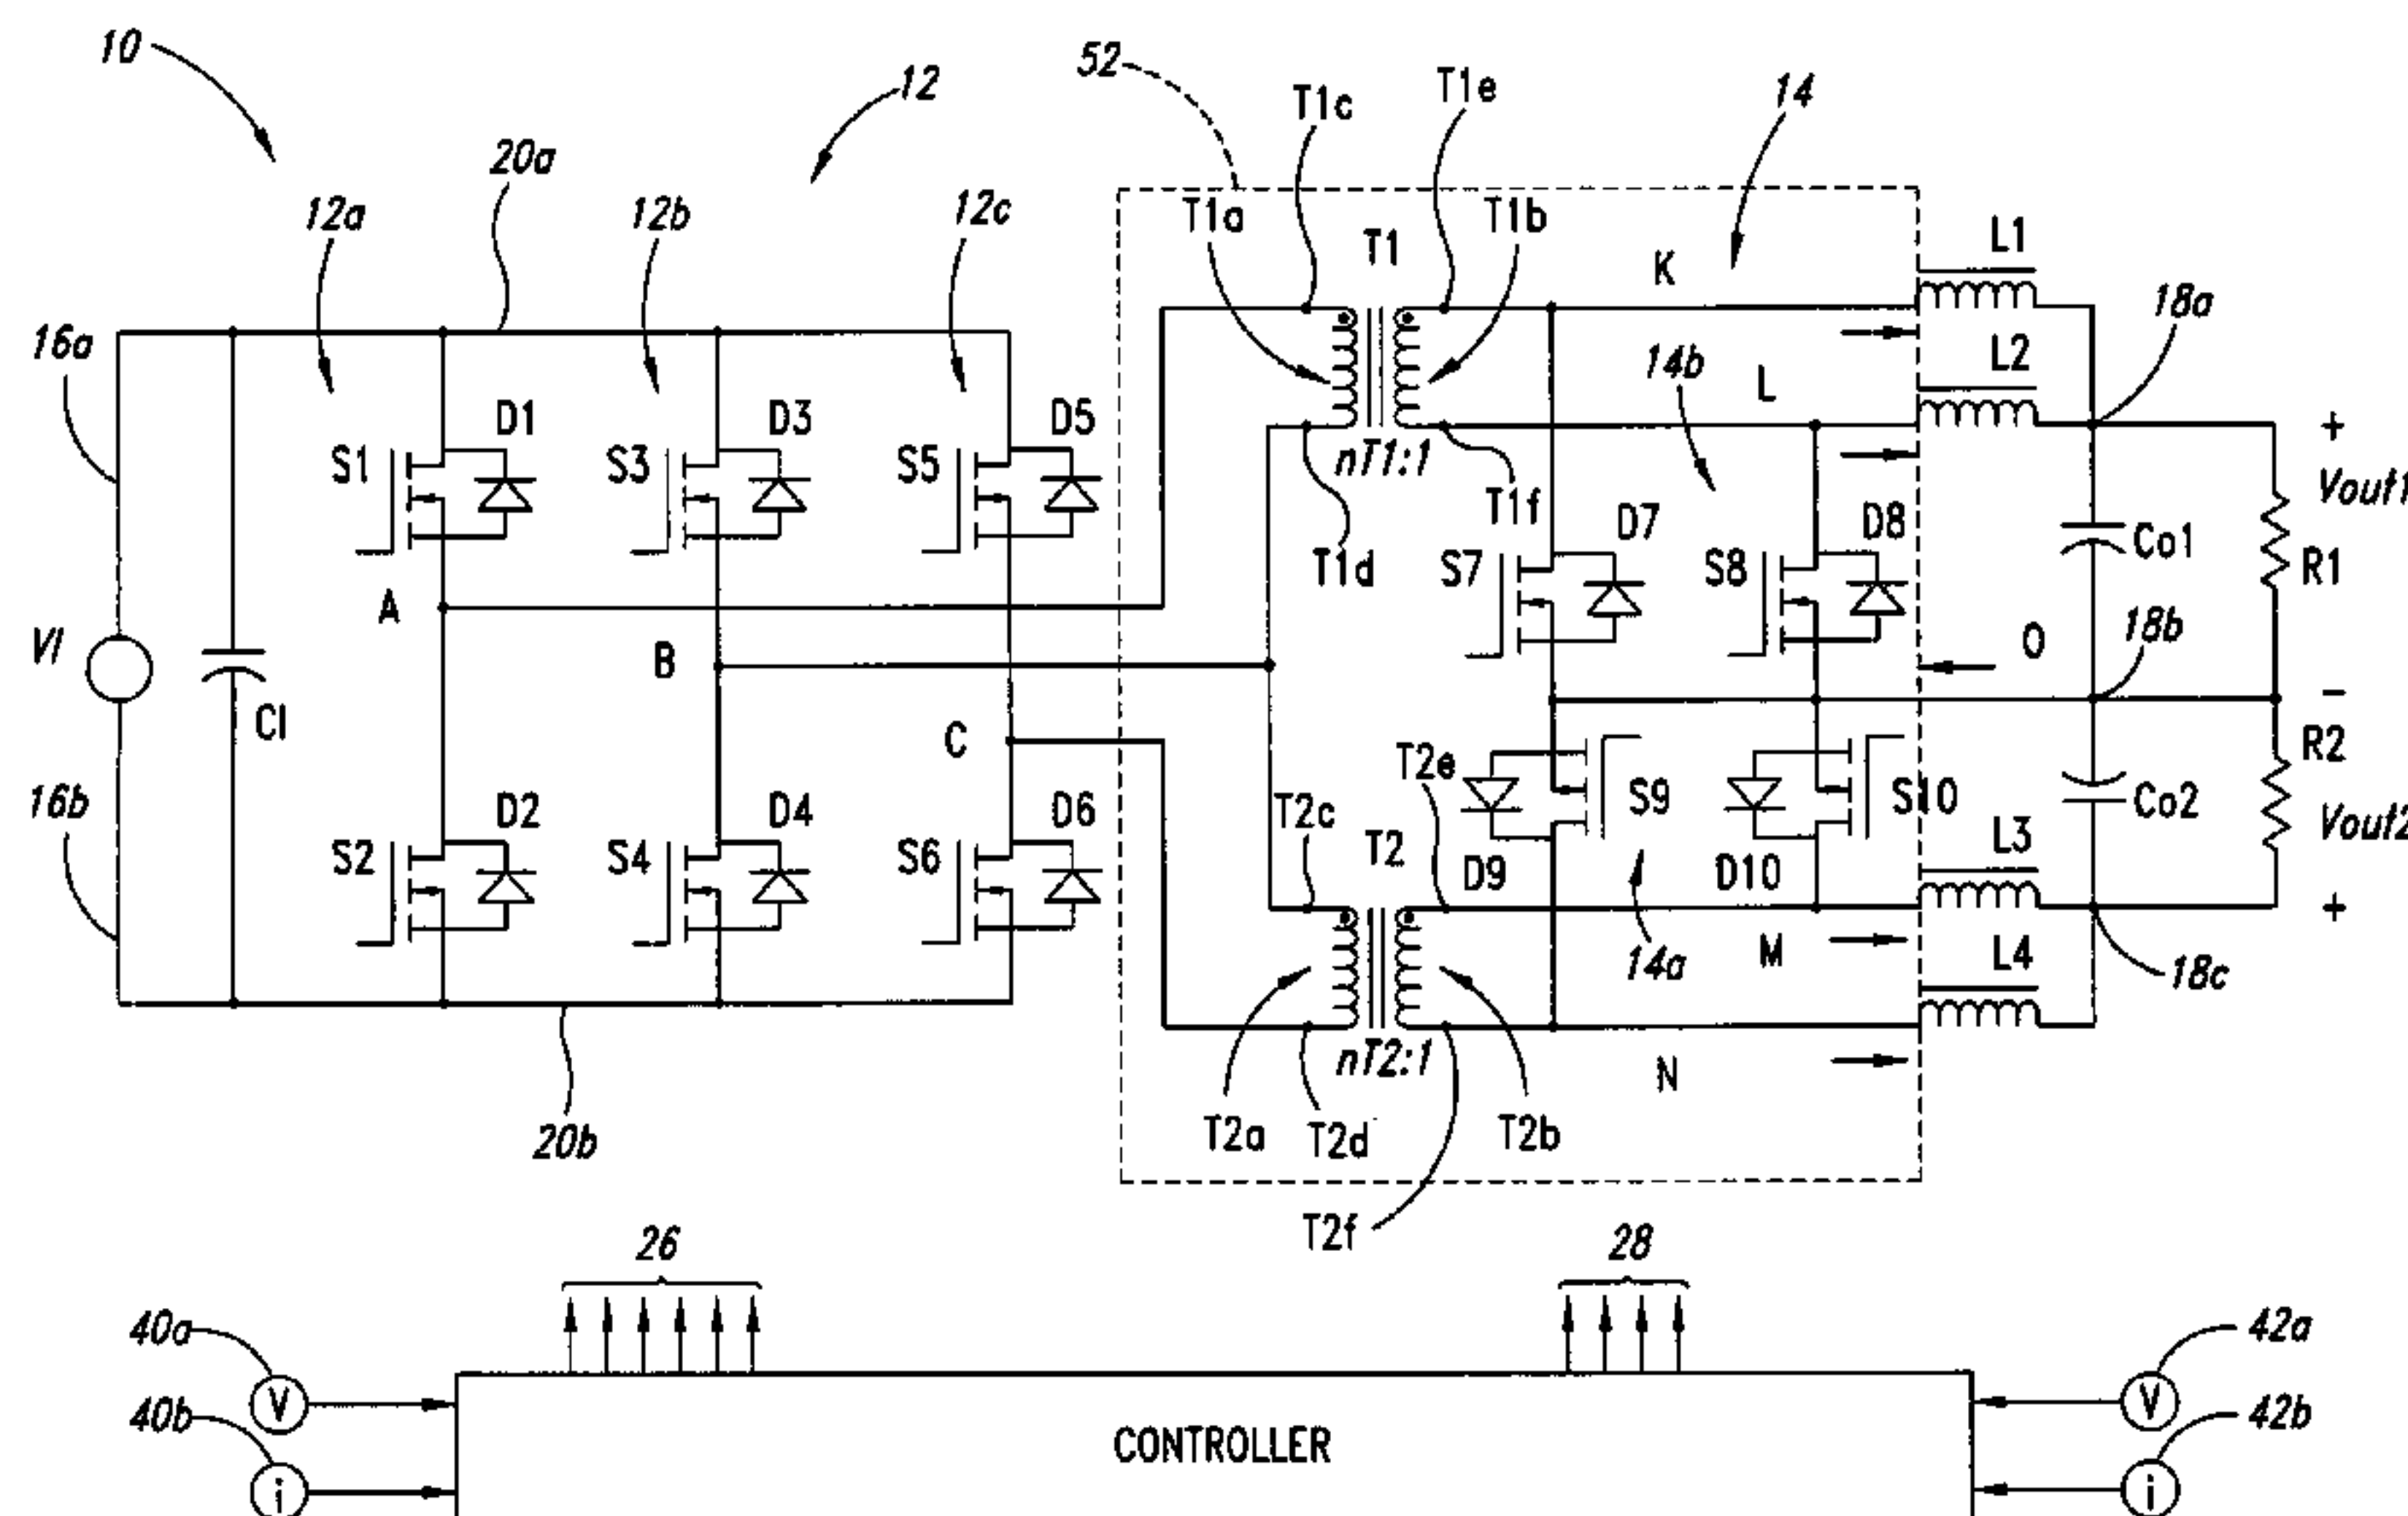 10
12
52
T1c
T1e
14
20a
12a
12b
12c
T1a
T1
T1b
K
L1
18a
16a
L2
14b
L
D1
D3
D5
+
S1
S3
S5
nT1:1
T1f
Vout1
T1d
D7
D8
Co1
S7
S8
R1
A
VI
B
O
18b
CI
C
-
T2e
R2
T2c
S9
S10
Co2
Vout2
16b
D2
D4
D6
T2
L3
S2
S4
S6
D9
D10
+
M
L4
14a
18c
nT2:1
N
20b
T2a
T2d
T2b
T2f
26
28
40a
V
V
42a
40b
CONTROLLER
42b
i
i